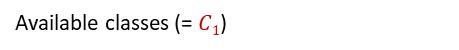 Available classes (= C₁)